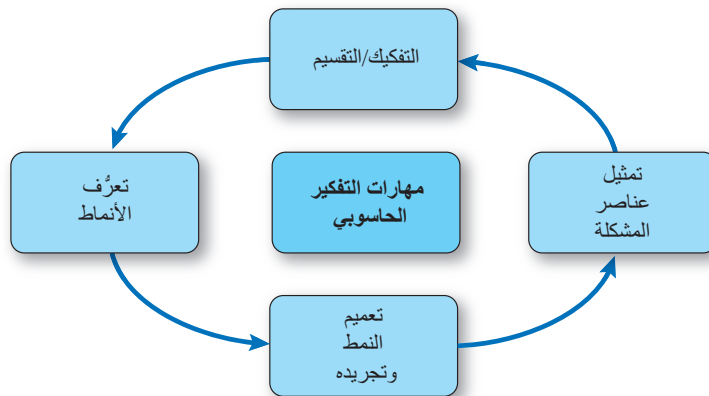 التفكيك/التقسيم
تمثيل
عناصر
المشكلة
مهارات التفكير
الحاسوبي
تعرُّف
الأنماط
تعميم
النمط
وتجريده